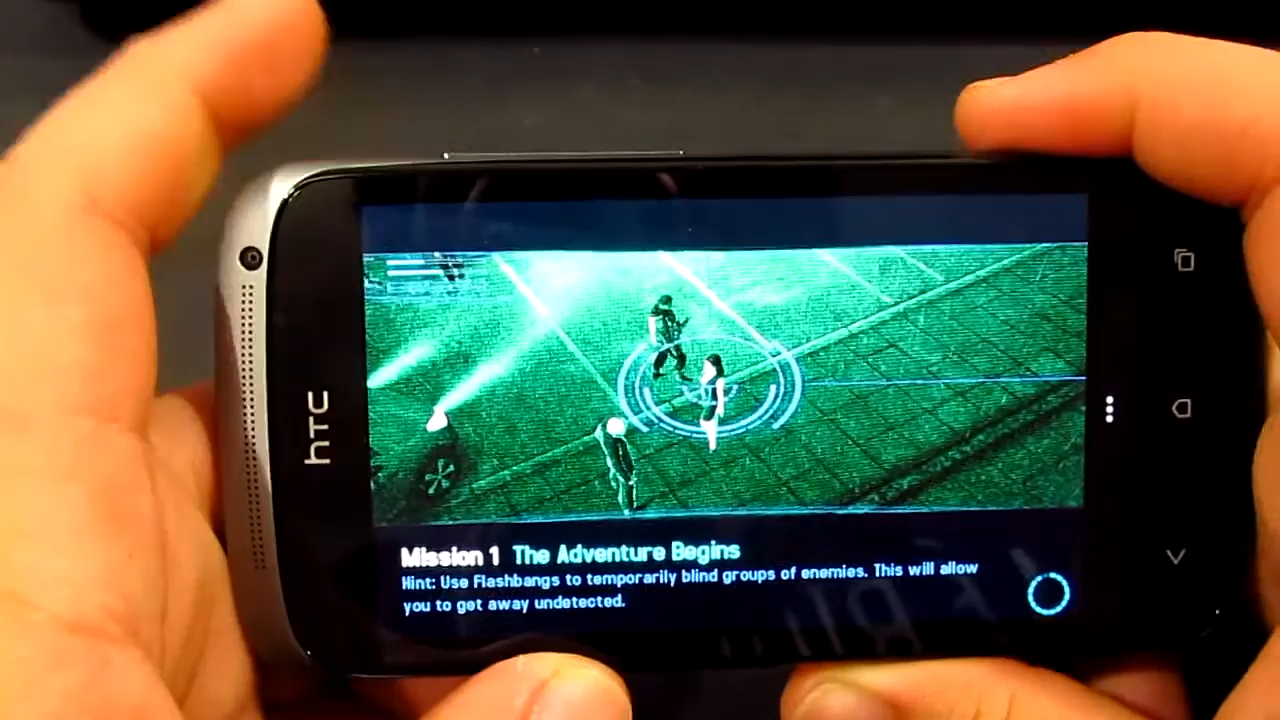 hTC
Mission 1 The Adventure Begins
Hint: Use Flashbangs to temporarily blind groups of enemies. This will allow
you to get away undetected.